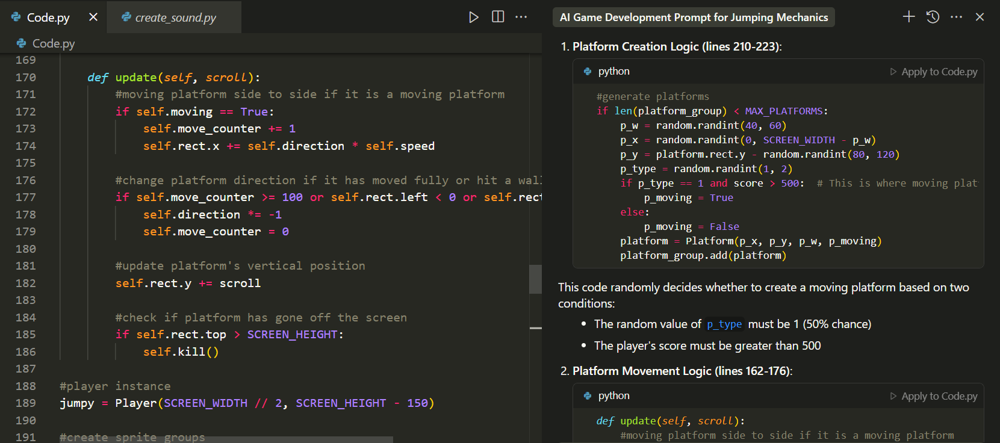 Code.py
create_sound.py
Code.py
169
170 def update(self, scroll):
171 #moving platform side to side if it is a moving platform
172 if self.moving == True:
173 self.move_counter += 1
174 self.rect.x += self.direction * self.speed
175
176 #change platform direction if it has moved fully or hit a wall
177 if self.move_counter >= 100 or self.rect.left < 0 or self.rect
178 self.direction *= -1
179 self.move_counter = 0
180
181 #update platform's vertical position
182 self.rect.y += scroll
183
184 #check if platform has gone off the screen
185 if self.rect.top > SCREEN_HEIGHT:
186 self.kill()
187
188 #player instance
189 jumpy = Player(SCREEN_WIDTH // 2, SCREEN_HEIGHT - 150)
190
191 #create sprite groups
AI Game Development Prompt for Jumping Mechanics
1. Platform Creation Logic (lines 210-223):
python
Apply to Code.py
#generate platforms
if len(platform_group) < MAX_PLATFORMS:
p_w = random.randint(40, 60)
p_x = random.randint(0, SCREEN_WIDTH - p_w)
p_y = platform.rect.y - random.randint(80, 120)
p_type = random.randint(1, 2)
if p_type == 1 and score > 500: # This is where moving plat
p_moving = True
else:
p_moving = False
platform = Platform(p_x, p_y, p_w, p_moving)
platform_group.add(platform)
This code randomly decides whether to create a moving platform based on two
conditions:
• The random value of p_type must be 1 (50% chance)
• The player's score must be greater than 500
2. Platform Movement Logic (lines 162-176):
python
Apply to Code.py
def update(self, scroll):
#moving platform side to side if it is a moving platform